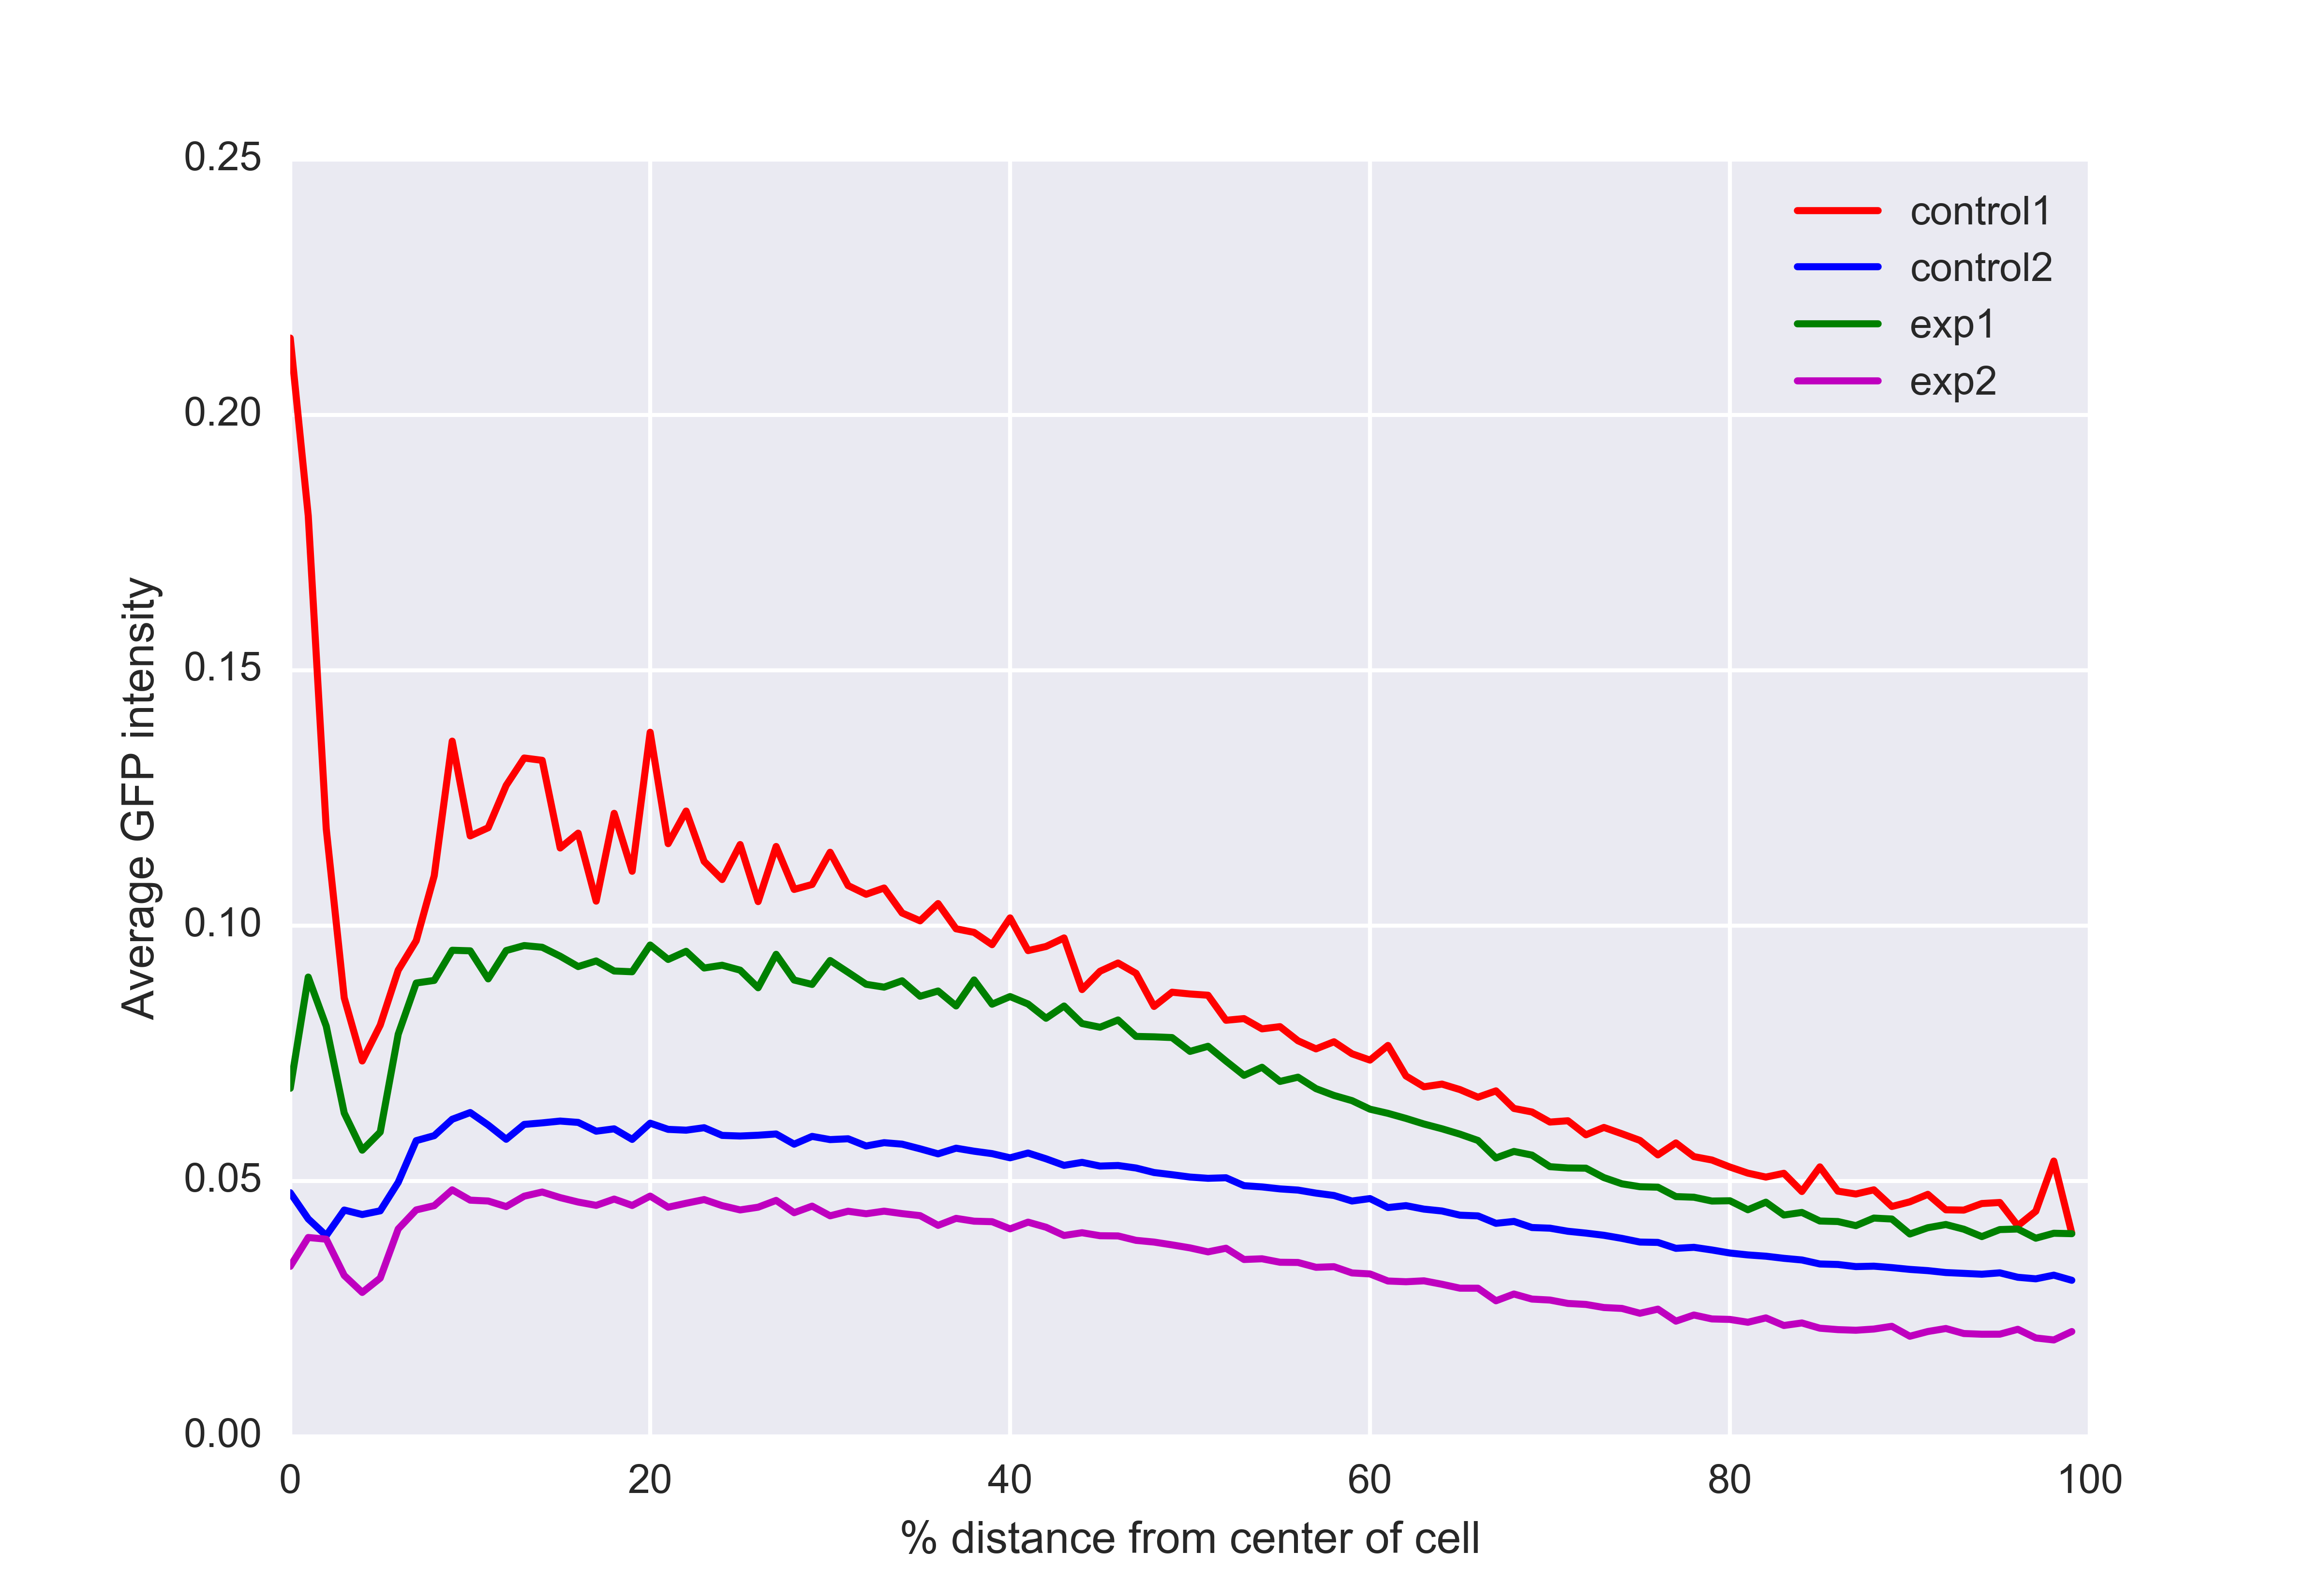 0.25
0.20
0.15
0.10
0.05
0.00
Average GFP intensity
control1
control2
exp1
exp2
0 20 40 60 80 100
% distance from center of cell